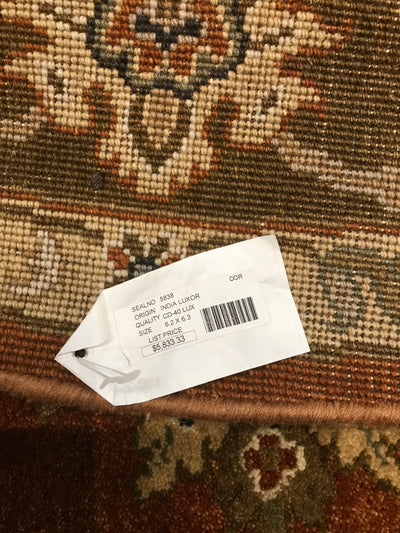 DOR
SEALNO 5838
ORIGIN INDIA LUXOR
QUALITY CD-40 LUX
SIZE 6.2 X 6.3
LIST PRICE
$5,833.33